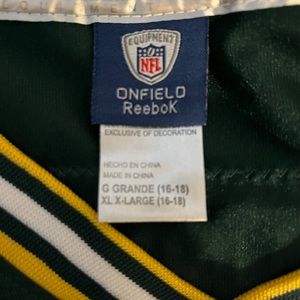 EQUIPMENT
NFL
ONFIELD
Reebok
EXCLUSIVE OF DECORATION
HECHO EN CHINA
MADE IN CHINA
G GRANDE (16-18)
XL X-LARGE (16-18)